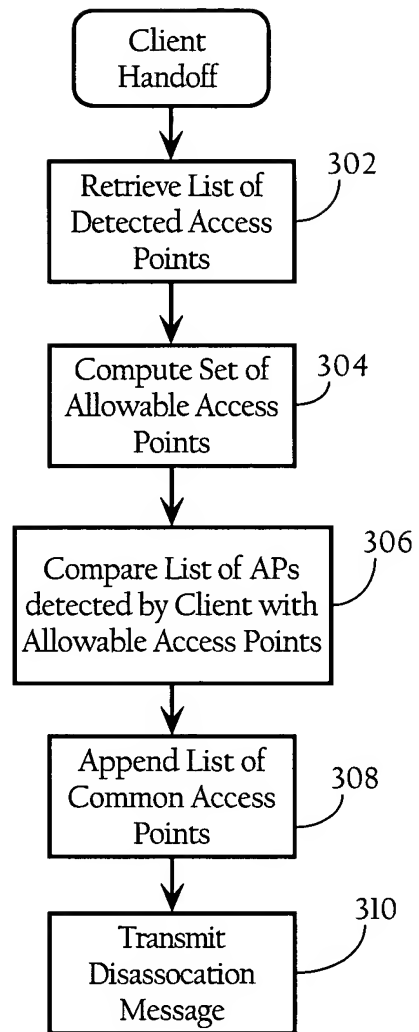 Client
Handoff
302
Retrieve List of
Detected Access
Points
304
Compute Set of
Allowable Access
Points
306
Compare List of APs
detected by Client with
Allowable Access Points
308
Append List of
Common Access
Points
310
Transmit
Disassocation
Message